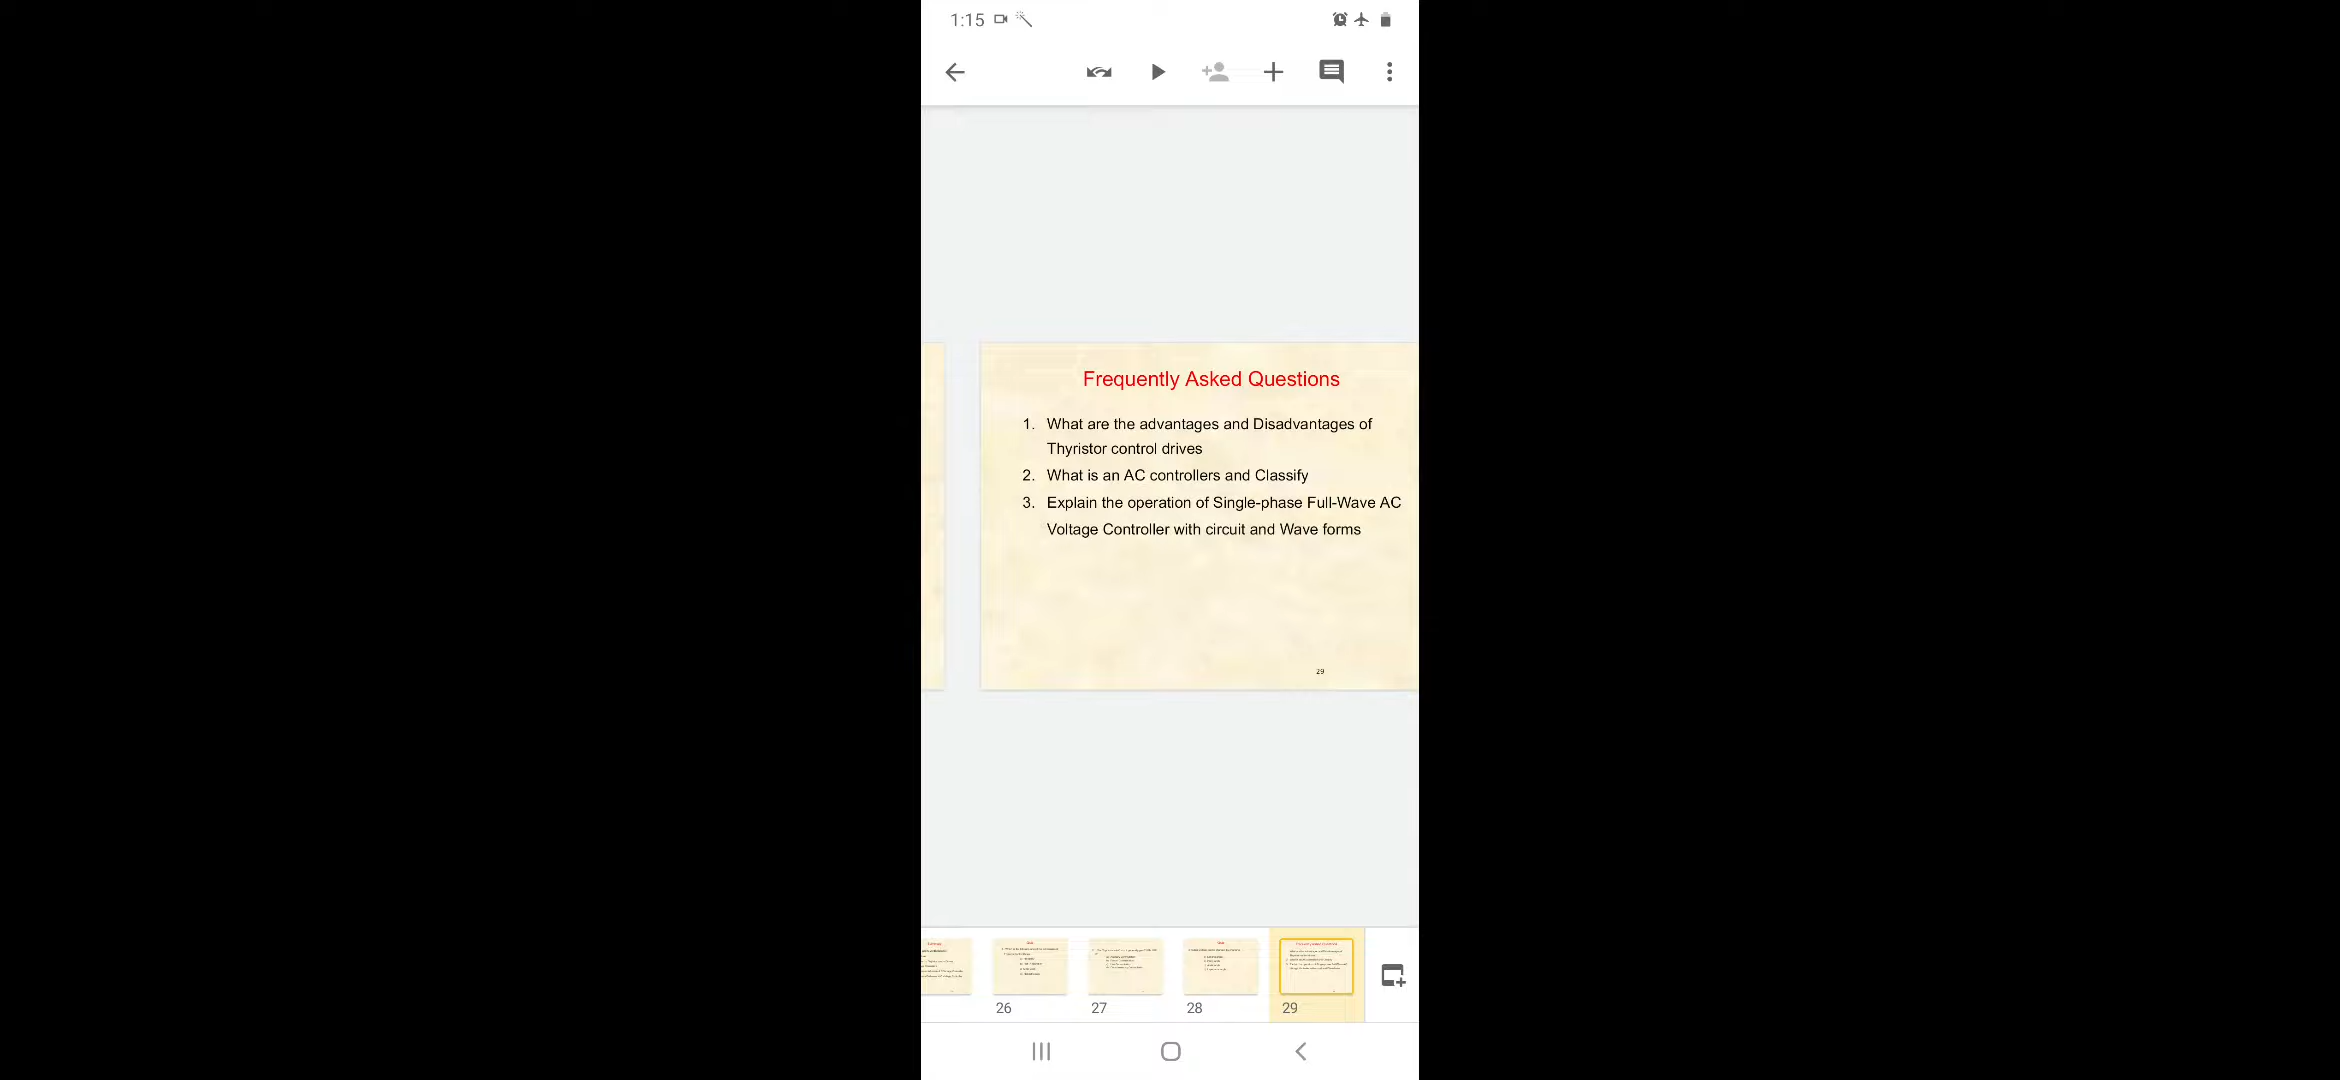 1:15
Frequently Asked Questions
1. What are the advantages and Disadvantages of
Thyristor control drives
2. What is an AC controllers and Classify
3. Explain the operation of Single-phase Full-Wave AC
Voltage Controller with circuit and Wave forms
29
26
27
28
29